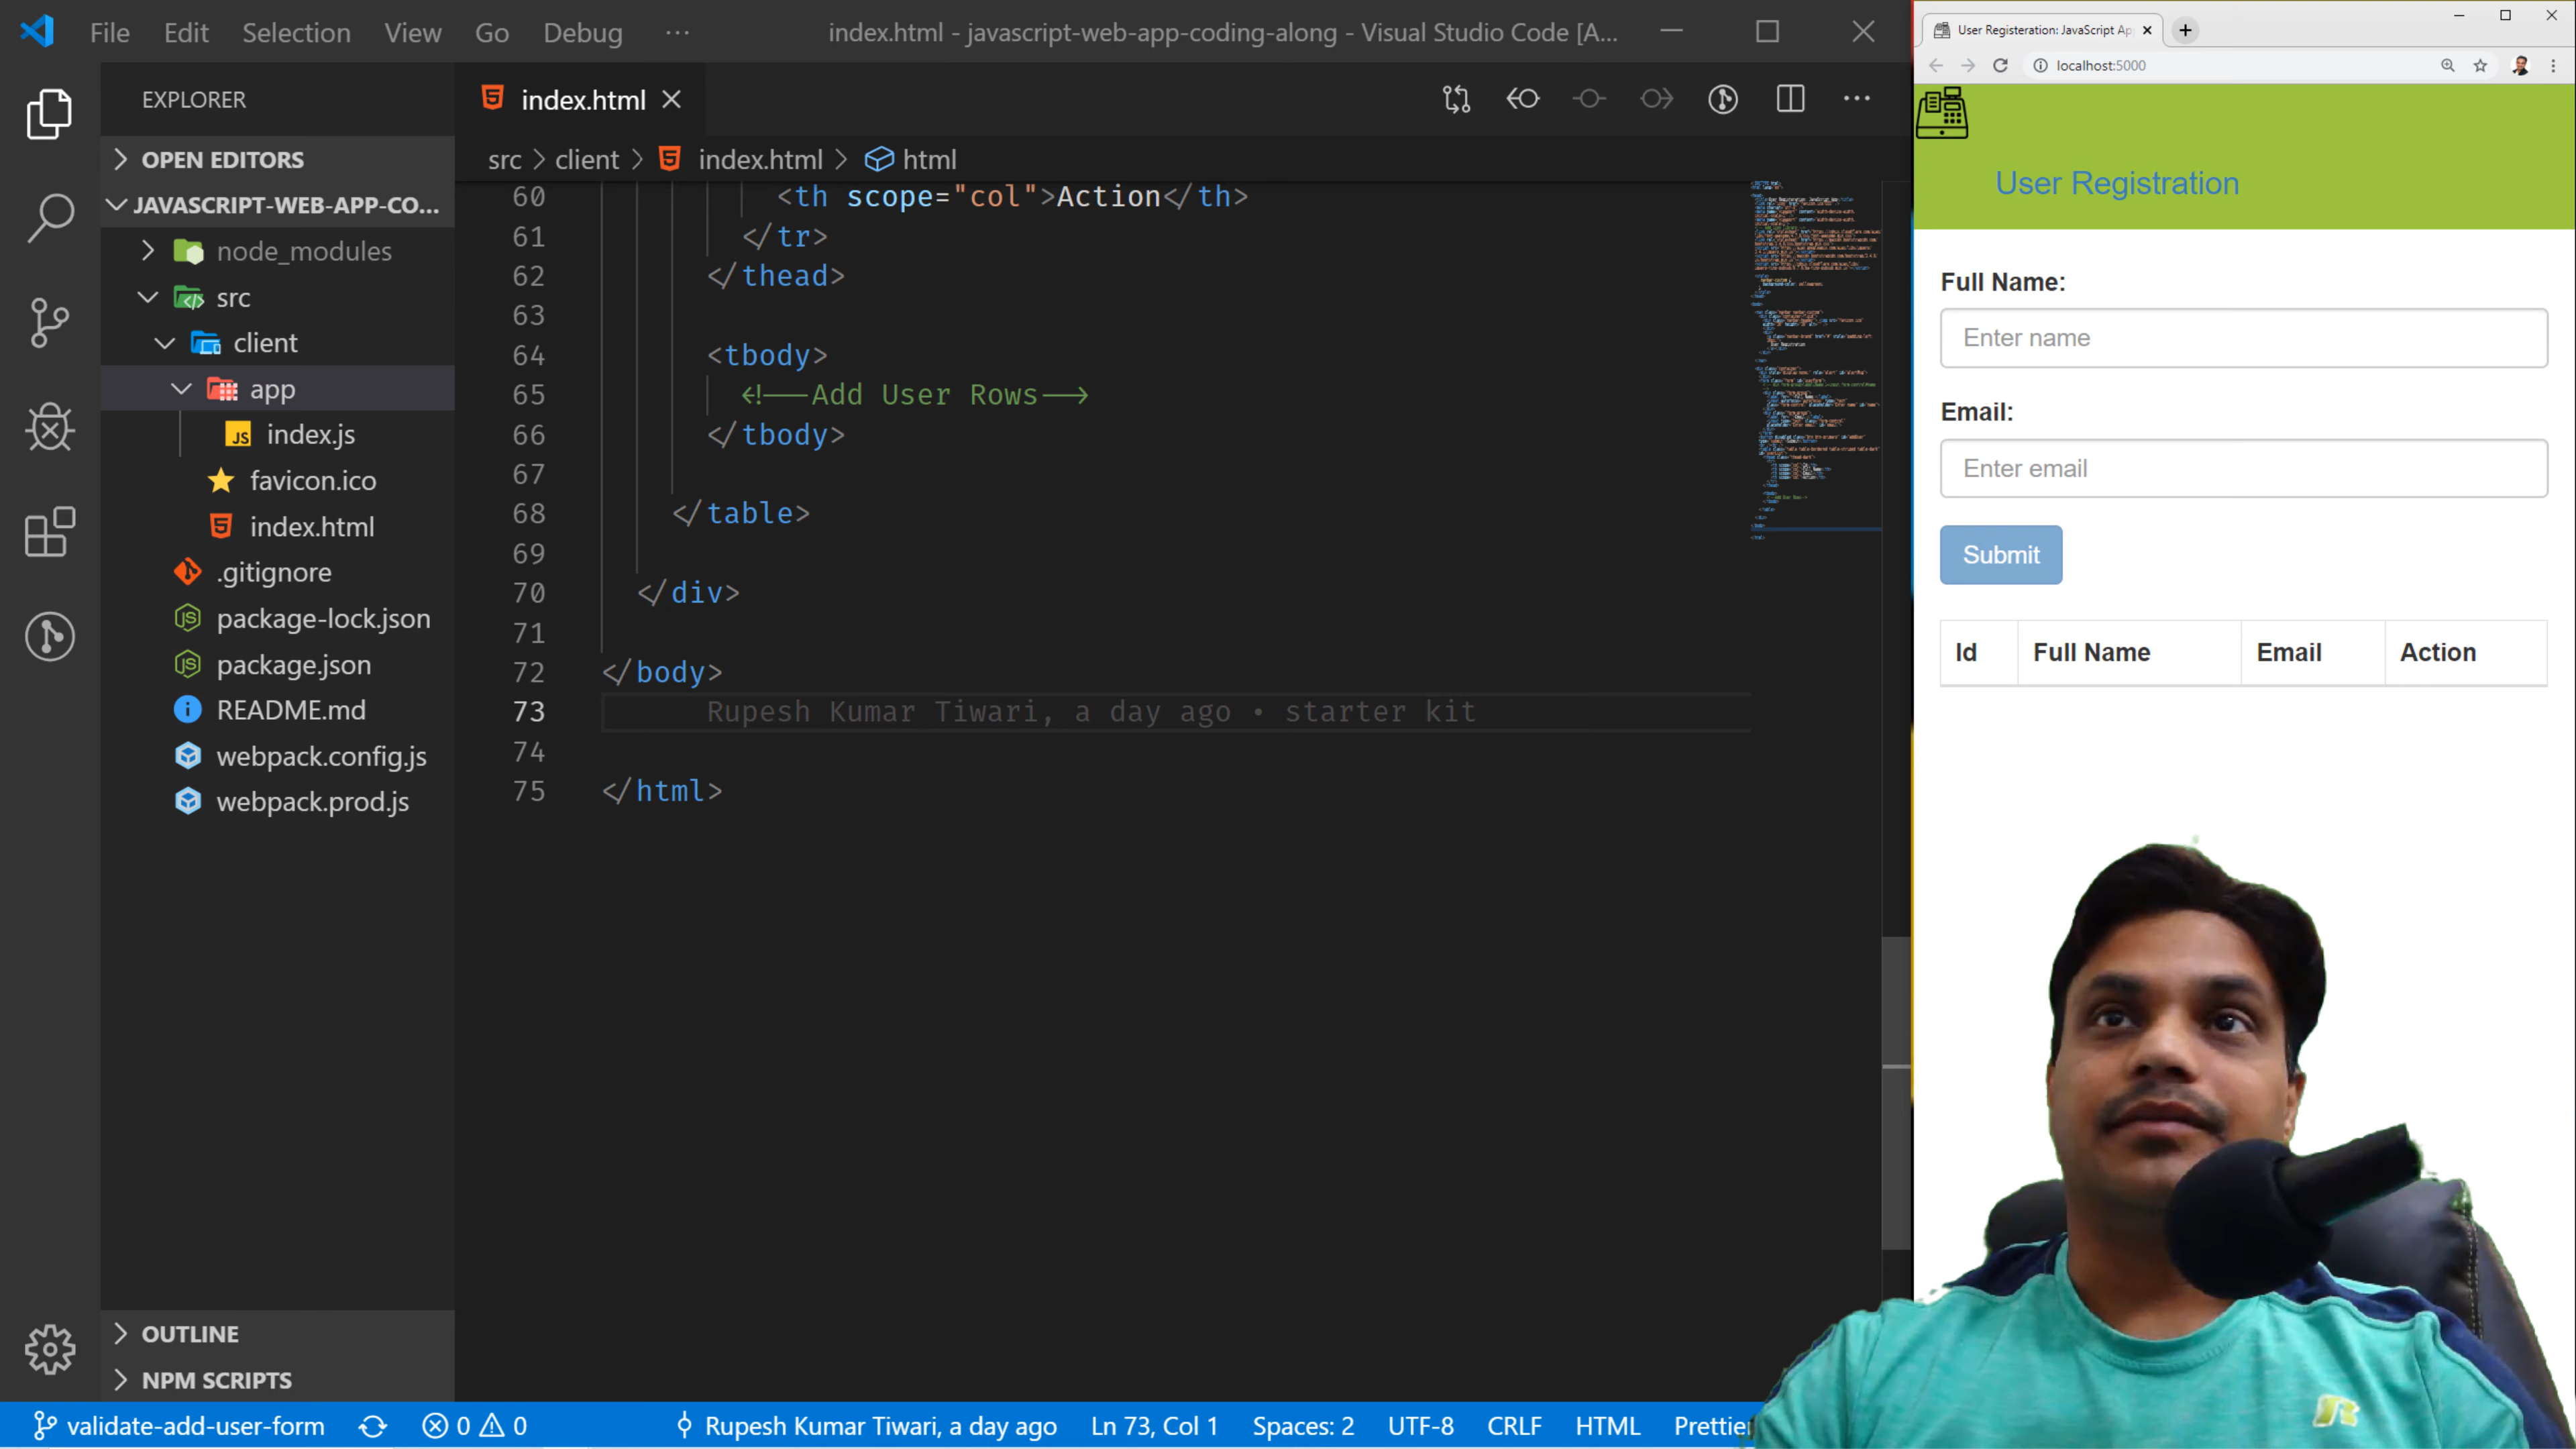 File Edit Selection View Go Debug ···
index.html - javascript-web-app-coding-along - Visual Studio Code [A...
EXPLORER
OPEN EDITORS
JAVASCRIPT-WEB-APP-CO...
node_modules
src
client
app
index.js
favicon.ico
index.html
.gitignore
package-lock.json
package.json
README.md
webpack.config.js
webpack.prod.js
OUTLINE
NPM SCRIPTS
index.html
src > client > index.html > html
60 <th scope="col">Action</th>
61 </tr>
62 </thead>
63
64 <tbody>
65 <!--Add User Rows-->
66 </tbody>
67
68 </table>
69
70 </div>
71
72 </body>
73 Rupesh Kumar Tiwari, a day ago • starter kit
74
75 </html>
validate-add-user-form 0 0 Rupesh Kumar Tiwari, a day ago Ln 73, Col 1 Spaces: 2 UTF-8 CRLF HTML Prettier
User Registeration: JavaScript Ap
localhost:5000
User Registration
Full Name:
Enter name
Email:
Enter email
Submit
Id Full Name Email Action